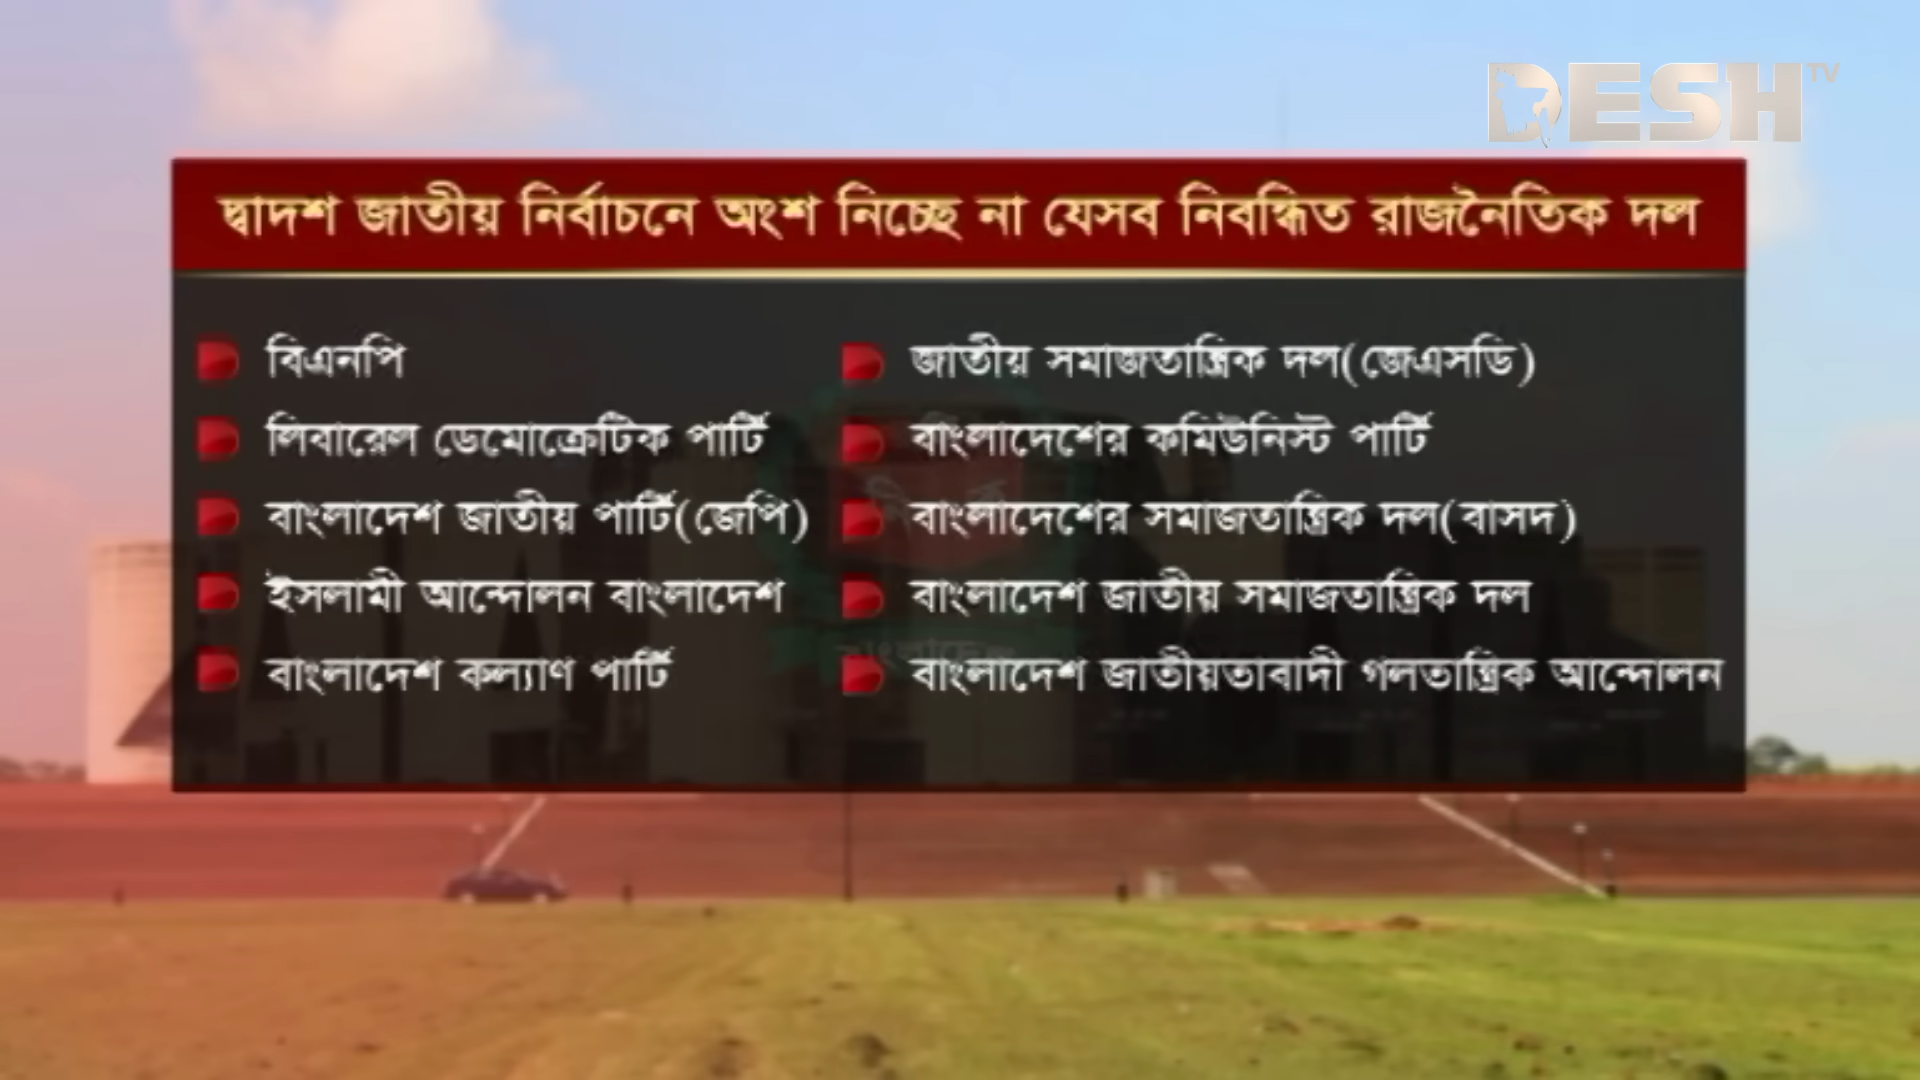 DESH TV
দ্বাদশ জাতীয় নির্বাচনে অংশ নিচ্ছে না যেসব নিবন্ধিত রাজনৈতিক দল
বিএনপি
লিবারেল ডেমোক্রেটিক পার্টি
বাংলাদেশ জাতীয় পার্টি(জেপি)
ইসলামী আন্দোলন বাংলাদেশ
বাংলাদেশ কল্যাণ পার্টি
জাতীয় সমাজতান্ত্রিক দল(জেএসডি)
বাংলাদেশের কমিউনিস্ট পার্টি
বাংলাদেশের সমাজতান্ত্রিক দল(বাসদ)
বাংলাদেশ জাতীয় সমাজতান্ত্রিক দল
বাংলাদেশ জাতীয়তাবাদী গলতান্ত্রিক আন্দোলন